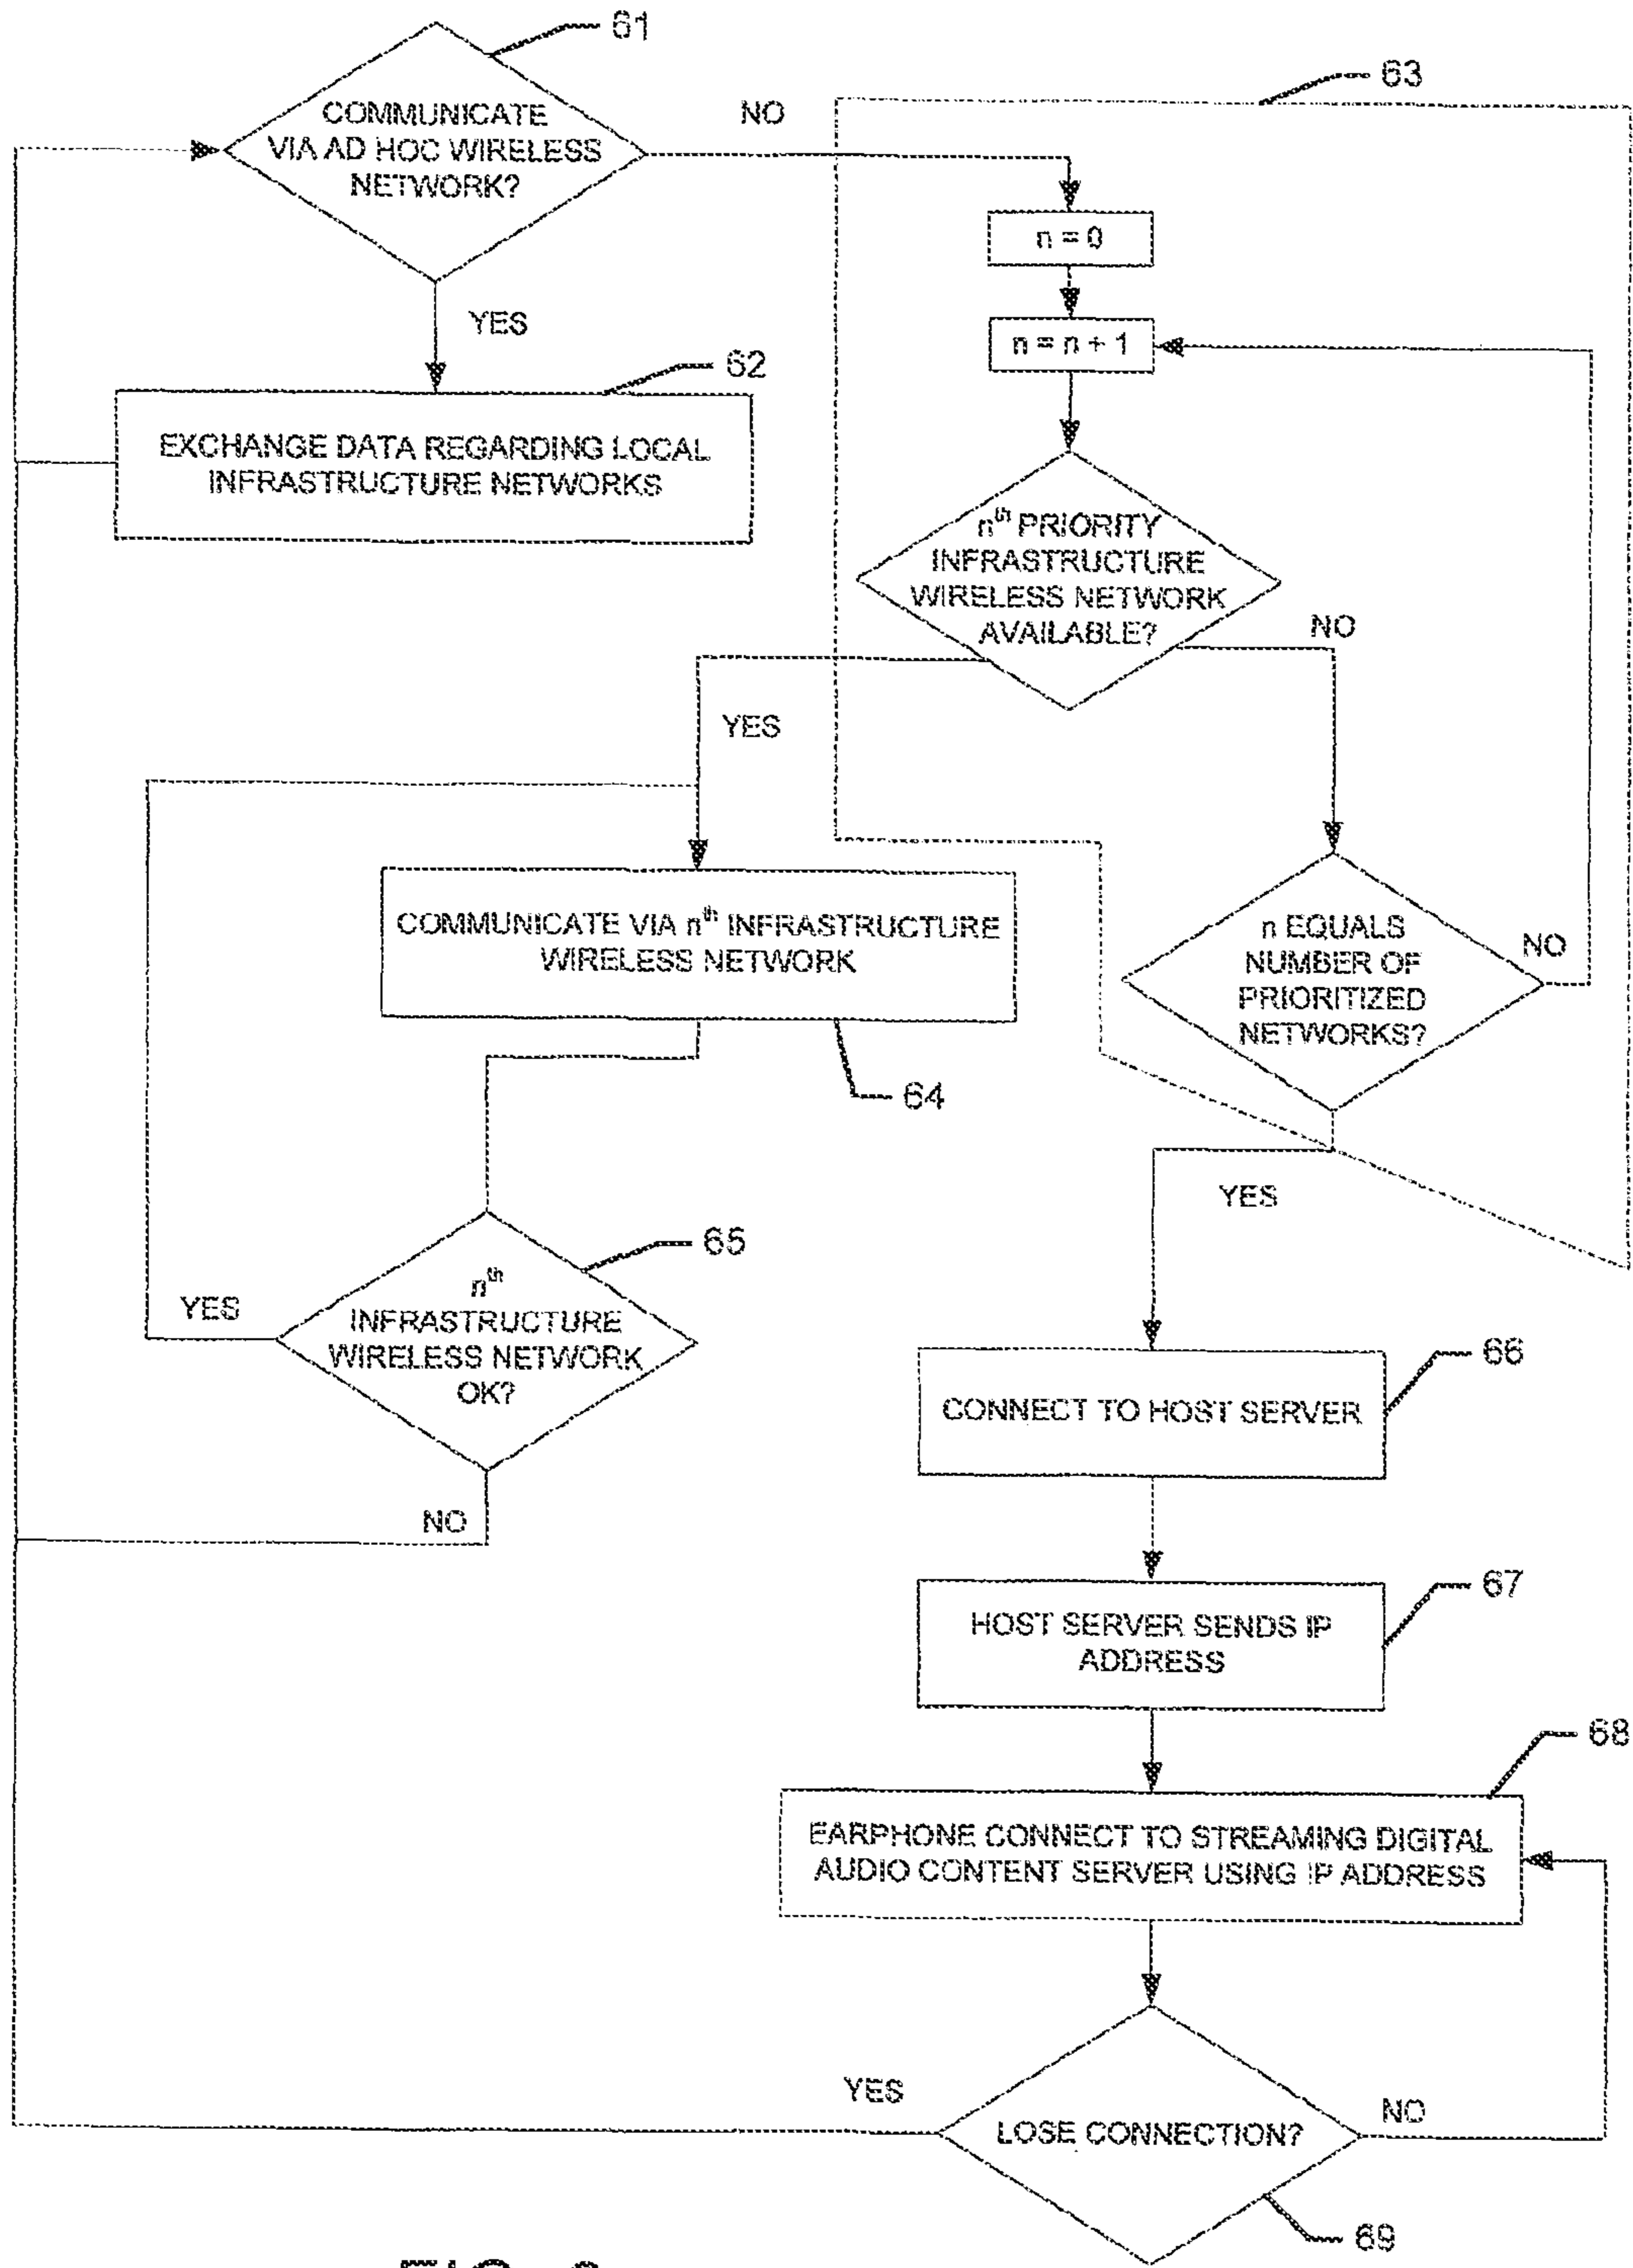 61
COMMUNICATE
VIA AD HOC WIRELESS
NETWORK?
NO
63
n = 0
n = n + 1
YES
62
EXCHANGE DATA REGARDING LOCAL
INFRASTRUCTURE NETWORKS
nth PRIORITY
INFRASTRUCTURE
WIRELESS NETWORK
AVAILABLE?
NO
YES
COMMUNICATE VIA nth INFRASTRUCTURE
WIRELESS NETWORK
64
n EQUALS
NUMBER OF
PRIORITIZED
NETWORKS?
NO
YES
65
nth
INFRASTRUCTURE
WIRELESS NETWORK
OK?
YES
NO
66
CONNECT TO HOST SERVER
67
HOST SERVER SENDS IP
ADDRESS
68
EARPHONE CONNECT TO STREAMING DIGITAL
AUDIO CONTENT SERVER USING IP ADDRESS
YES
LOSE CONNECTION?
NO
69